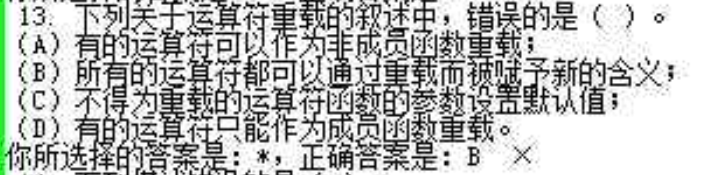 13. 下列关于运算符重载的叙述中，错误的是（ ）。
（A）有的运算符可以作为非成员函数重载；
（B）所有的运算符都可以通过重载而被赋予新的含义；
（C）不得为重载的运算符函数的参数设置默认值；
（D）有的运算符只能作为成员函数重载。
你所选择的答案是：*，正确答案是：B ×